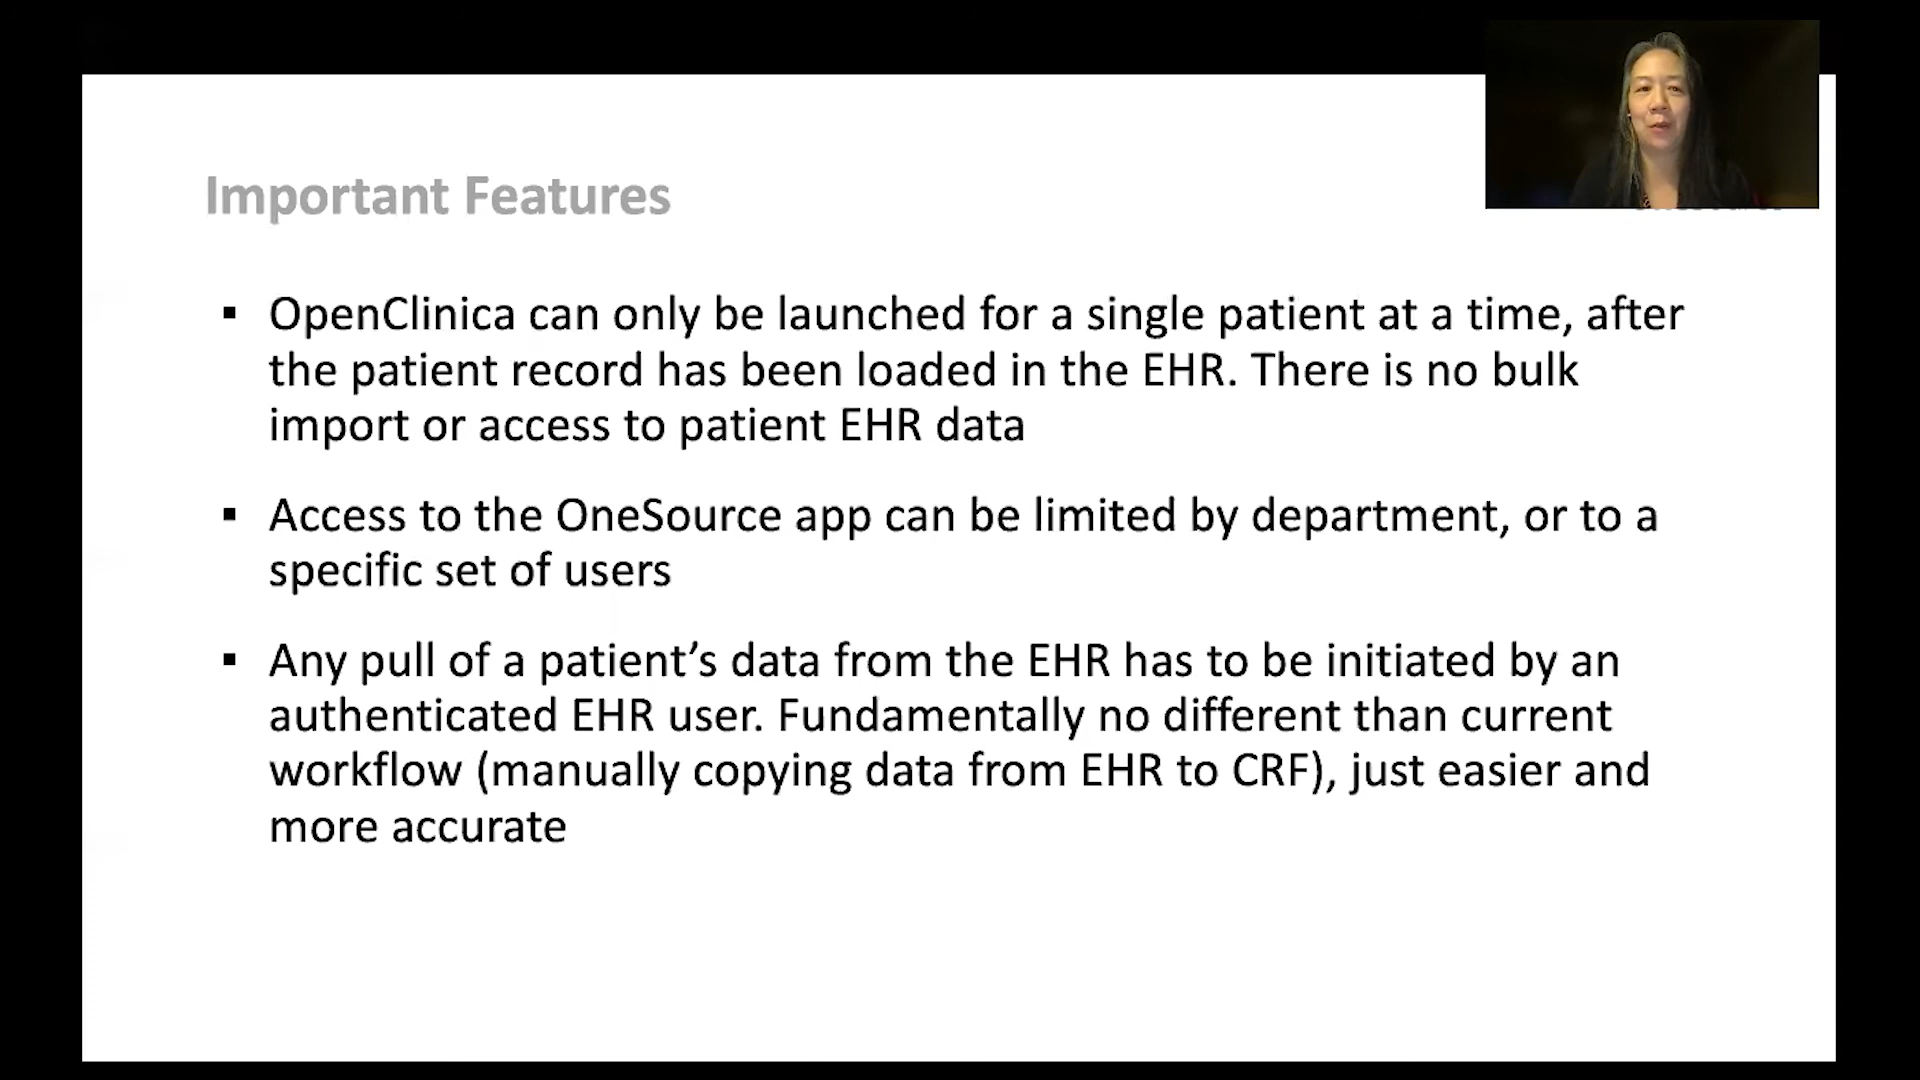 Important Features
▪ OpenClinica can only be launched for a single patient at a time, after
the patient record has been loaded in the EHR. There is no bulk
import or access to patient EHR data
▪ Access to the OneSource app can be limited by department, or to a
specific set of users
▪ Any pull of a patient’s data from the EHR has to be initiated by an
authenticated EHR user. Fundamentally no different than current
workflow (manually copying data from EHR to CRF), just easier and
more accurate